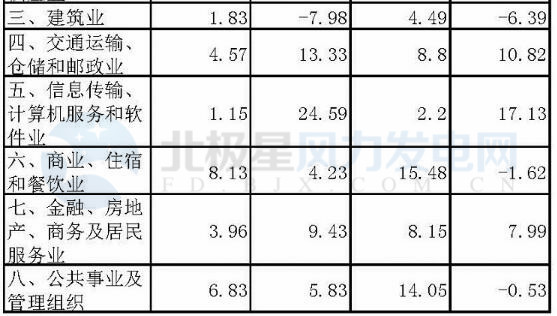 三、建筑业 1.83 -7.98 4.49 -6.39
四、交通运输、
仓储和邮政业 4.57 13.33 8.8 10.82
五、信息传输、
计算机服务和软
件业 1.15 24.59 2.2 17.13
六、商业、住宿
和餐饮业 8.13 4.23 15.48 -1.62
七、金融、房地
产、商务及居民
服务业 3.96 9.43 8.15 7.99
八、公共事业及
管理组织 6.83 5.83 14.05 -0.53
北极星风力发电网
FD.BJX.COM.CN